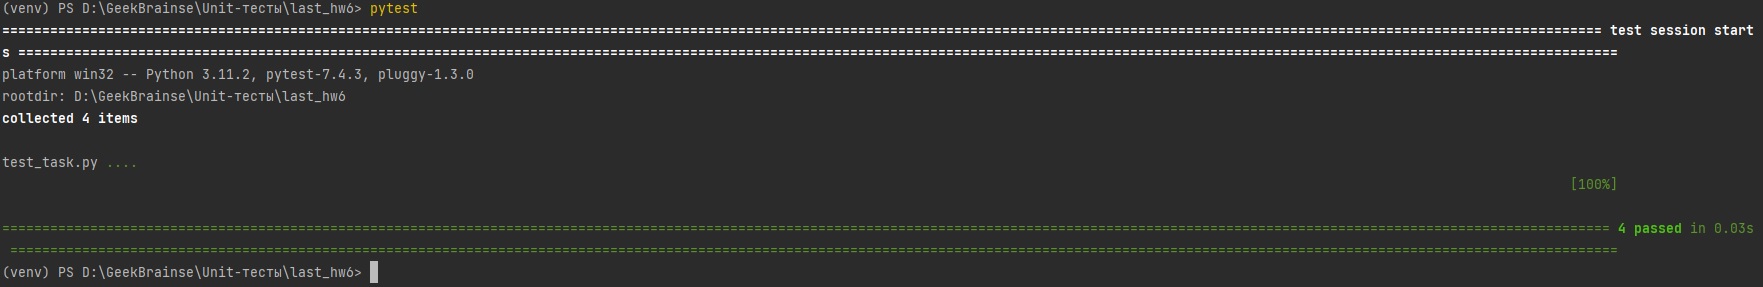 (venv) PS D:\GeekBrainse\Unit-тесты\last_hw6> pytest
================================================================================ test session start
s ================================================================================
platform win32 -- Python 3.11.2, pytest-7.4.3, pluggy-1.3.0
rootdir: D:\GeekBrainse\Unit-тесты\last_hw6
collected 4 items
test_task.py ....
[100%]
================================================================================ 4 passed in 0.03s
================================================================================
(venv) PS D:\GeekBrainse\Unit-тесты\last_hw6>